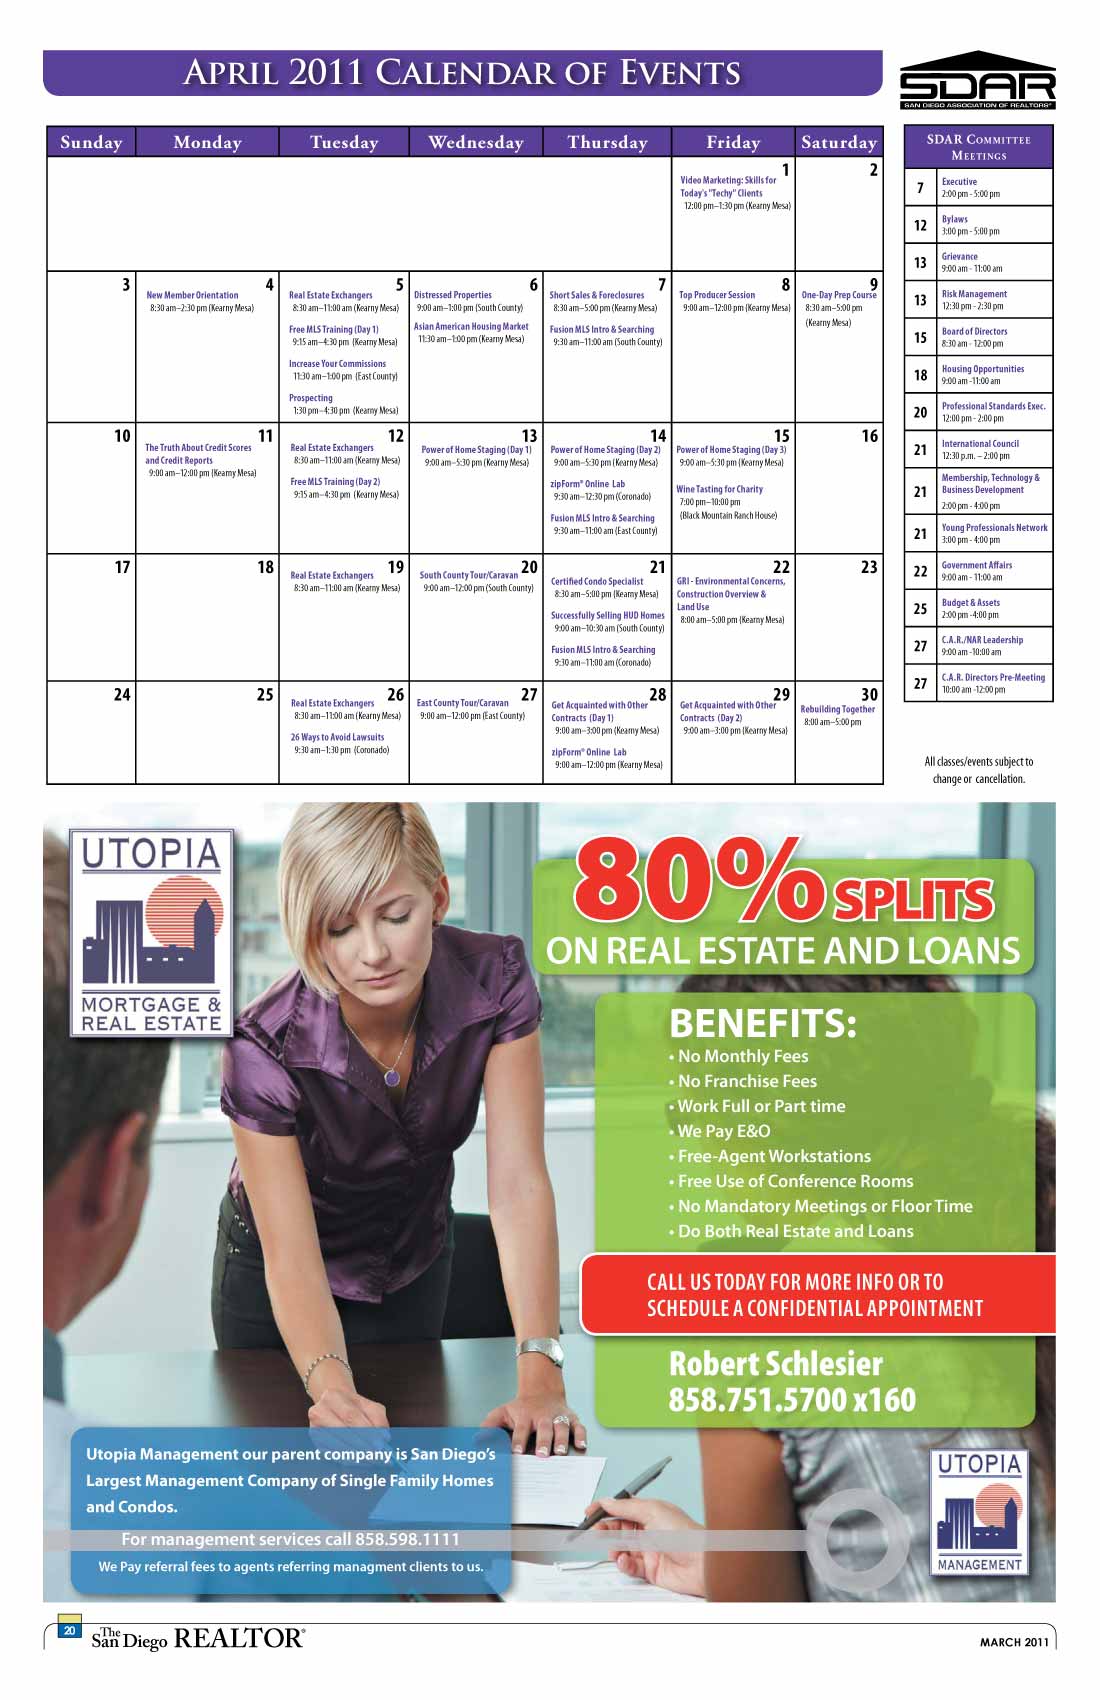 APRIL 2011 CALENDAR OF EVENTS
SDAR
SAN DIEGO ASSOCIATION OF REALTORS®
Sunday Monday Tuesday Wednesday Thursday Friday Saturday
1
Video Marketing: Skills for
Today's "Techy" Clients
12:00 pm–1:30 pm (Kearny Mesa)
2
3
4
New Member Orientation
8:30 am–2:30 pm (Kearny Mesa)
5
Real Estate Exchangers
8:30 am–11:00 am (Kearny Mesa)
Free MLS Training (Day 1)
9:15 am–4:30 pm (Kearny Mesa)
Increase Your Commissions
11:30 am–1:00 pm (East County)
Prospecting
1:30 pm–4:30 pm (Kearny Mesa)
6
Distressed Properties
9:00 am–1:00 pm (South County)
Asian American Housing Market
11:30 am–1:00 pm (Kearny Mesa)
7
Short Sales & Foreclosures
8:30 am–5:00 pm (Kearny Mesa)
Fusion MLS Intro & Searching
9:30 am–11:00 am (South County)
8
Top Producer Session
9:00 am–12:00 pm (Kearny Mesa)
9
One-Day Prep Course
8:30 am–5:00 pm
(Kearny Mesa)
10
11
The Truth About Credit Scores
and Credit Reports
9:00 am–12:00 pm (Kearny Mesa)
12
Real Estate Exchangers
8:30 am–11:00 am (Kearny Mesa)
Free MLS Training (Day 2)
9:15 am–4:30 pm (Kearny Mesa)
13
Power of Home Staging (Day 1)
9:00 am–5:30 pm (Kearny Mesa)
14
Power of Home Staging (Day 2)
9:00 am–5:30 pm (Kearny Mesa)
zipForm® Online Lab
9:30 am–12:30 pm (Coronado)
Fusion MLS Intro & Searching
9:30 am–11:00 am (East County)
15
Power of Home Staging (Day 3)
9:00 am–5:30 pm (Kearny Mesa)
Wine Tasting for Charity
7:00 pm–10:00 pm
(Black Mountain Ranch House)
16
17
18
19
Real Estate Exchangers
8:30 am–11:00 am (Kearny Mesa)
20
South County Tour/Caravan
9:00 am–12:00 pm (South County)
21
Certified Condo Specialist
8:30 am–5:00 pm (Kearny Mesa)
Successfully Selling HUD Homes
9:00 am–10:30 am (South County)
Fusion MLS Intro & Searching
9:30 am–11:00 am (Coronado)
22
GRI - Environmental Concerns,
Construction Overview &
Land Use
8:00 am–5:00 pm (Kearny Mesa)
23
24
25
26
Real Estate Exchangers
8:30 am–11:00 am (Kearny Mesa)
26 Ways to Avoid Lawsuits
9:30 am–1:30 pm (Coronado)
27
East County Tour/Caravan
9:00 am–12:00 pm (East County)
28
Get Acquainted with Other
Contracts (Day 1)
9:00 am–3:00 pm (Kearny Mesa)
zipForm® Online Lab
9:00 am–12:00 pm (Kearny Mesa)
29
Get Acquainted with Other
Contracts (Day 2)
9:00 am–3:00 pm (Kearny Mesa)
30
Rebuilding Together
8:00 am–5:00 pm
SDAR COMMITTEE
MEETINGS
7 Executive
2:00 pm - 5:00 pm
12 Bylaws
3:00 pm - 5:00 pm
13 Grievance
9:00 am - 11:00 am
13 Risk Management
12:30 pm - 2:30 pm
15 Board of Directors
8:30 am - 12:00 pm
18 Housing Opportunities
9:00 am -11:00 am
20 Professional Standards Exec.
12:00 pm - 2:00 pm
21 International Council
12:30 p.m. – 2:00 pm
21 Membership, Technology &
Business Development
2:00 pm - 4:00 pm
21 Young Professionals Network
3:00 pm - 4:00 pm
22 Government Affairs
9:00 am - 11:00 am
25 Budget & Assets
2:00 pm -4:00 pm
27 C.A.R./NAR Leadership
9:00 am -10:00 am
27 C.A.R. Directors Pre-Meeting
10:00 am -12:00 pm
All classes/events subject to
change or cancellation.
UTOPIA
MORTGAGE &
REAL ESTATE
80% SPLITS
ON REAL ESTATE AND LOANS
BENEFITS:
• No Monthly Fees
• No Franchise Fees
• Work Full or Part time
• We Pay E&O
• Free-Agent Workstations
• Free Use of Conference Rooms
• No Mandatory Meetings or Floor Time
• Do Both Real Estate and Loans
CALL US TODAY FOR MORE INFO OR TO
SCHEDULE A CONFIDENTIAL APPOINTMENT
Robert Schlesier
858.751.5700 x160
Utopia Management our parent company is San Diego's
Largest Management Company of Single Family Homes
and Condos.
For management services call 858.598.1111
We Pay referral fees to agents referring managment clients to us.
UTOPIA
MANAGEMENT
20 The San Diego REALTOR®
MARCH 2011